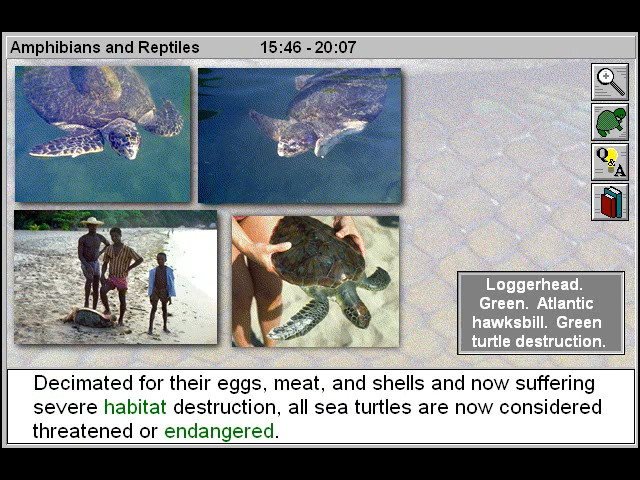 Amphibians and Reptiles 15:46 - 20:07
Q&A
Loggerhead.
Green. Atlantic
hawksbill. Green
turtle destruction.
Decimated for their eggs, meat, and shells and now suffering
severe habitat destruction, all sea turtles are now considered
threatened or endangered.